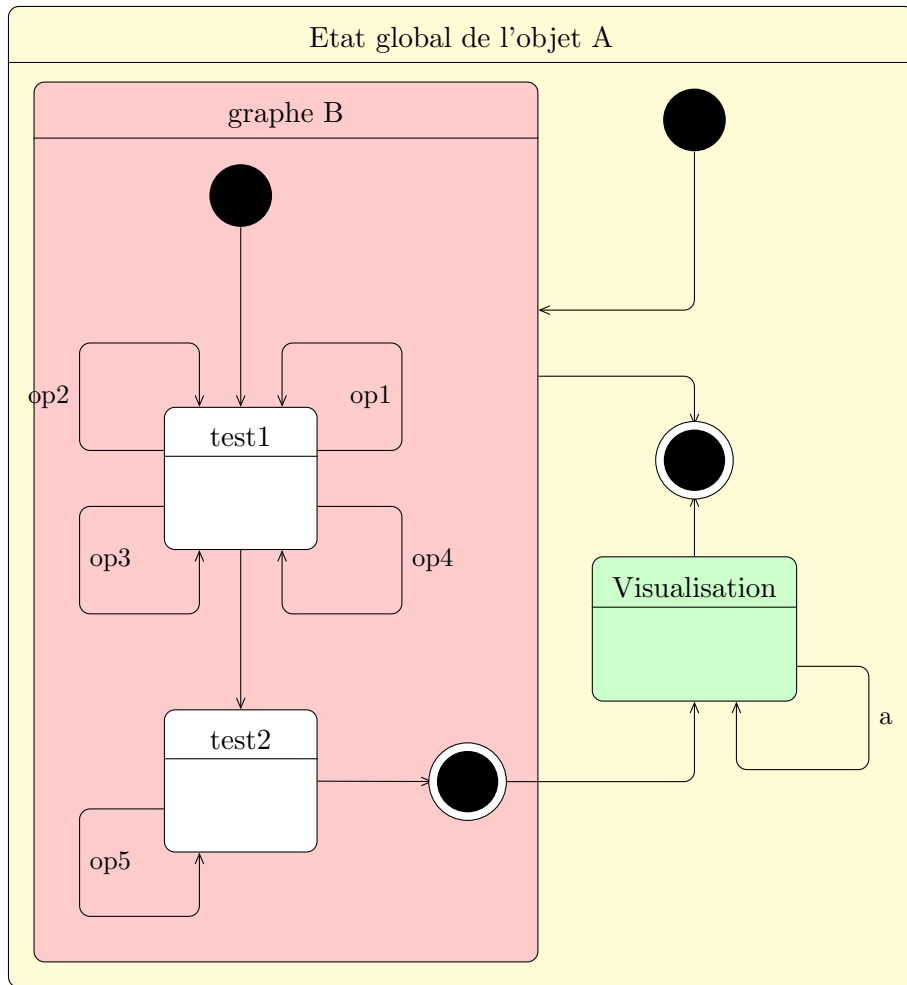 Etat global de l'objet A
graphe B
op2
op1
test1
op3
op4
Visualisation
test2
a
op5